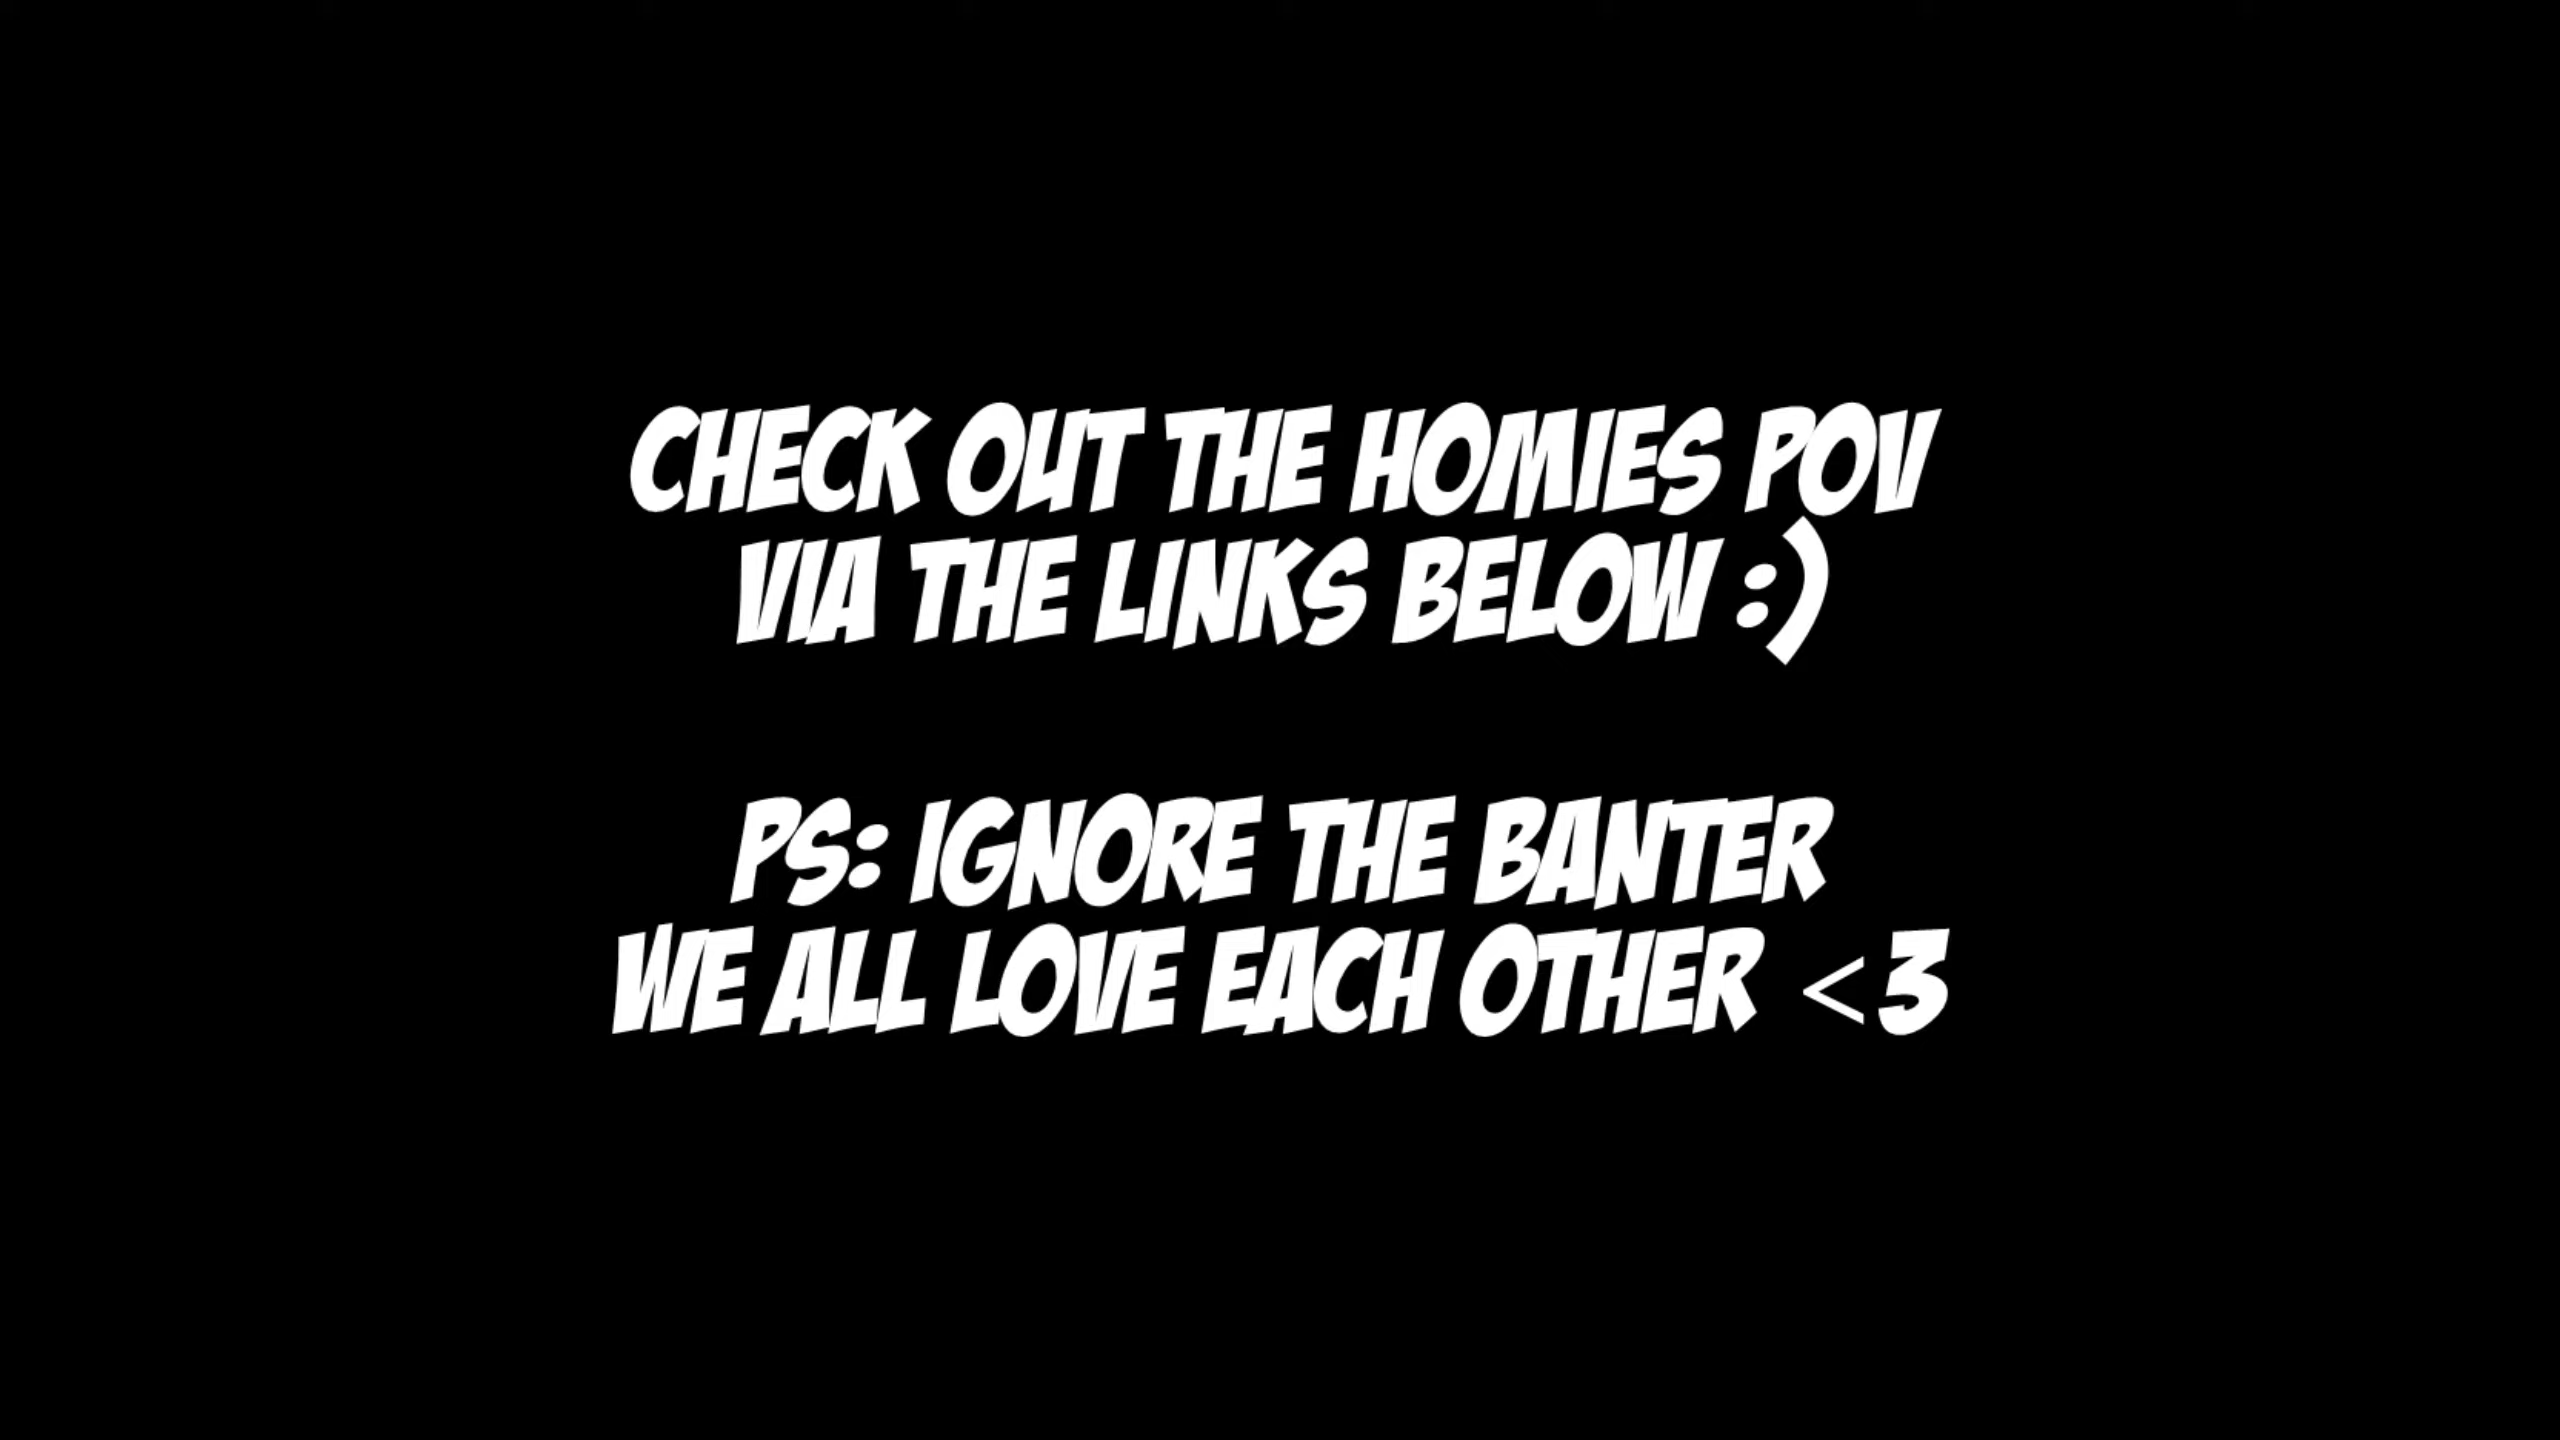 CHECK OUT THE HOMIES POV
VIA THE LINKS BELOW :)
PS: IGNORE THE BANTER
WE ALL LOVE EACH OTHER <3